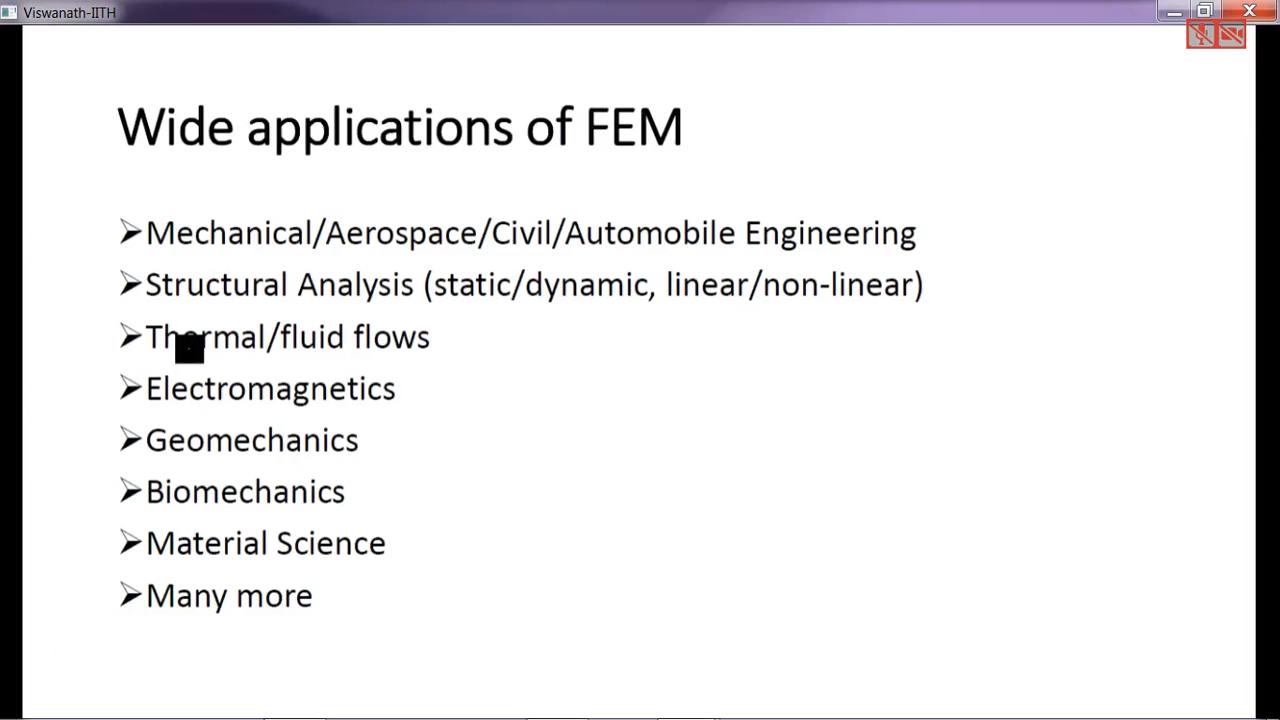 Viswanath-IITH
Wide applications of FEM
Mechanical/Aerospace/Civil/Automobile Engineering
Structural Analysis (static/dynamic, linear/non-linear)
Thermal/fluid flows
Electromagnetics
Geomechanics
Biomechanics
Material Science
Many more